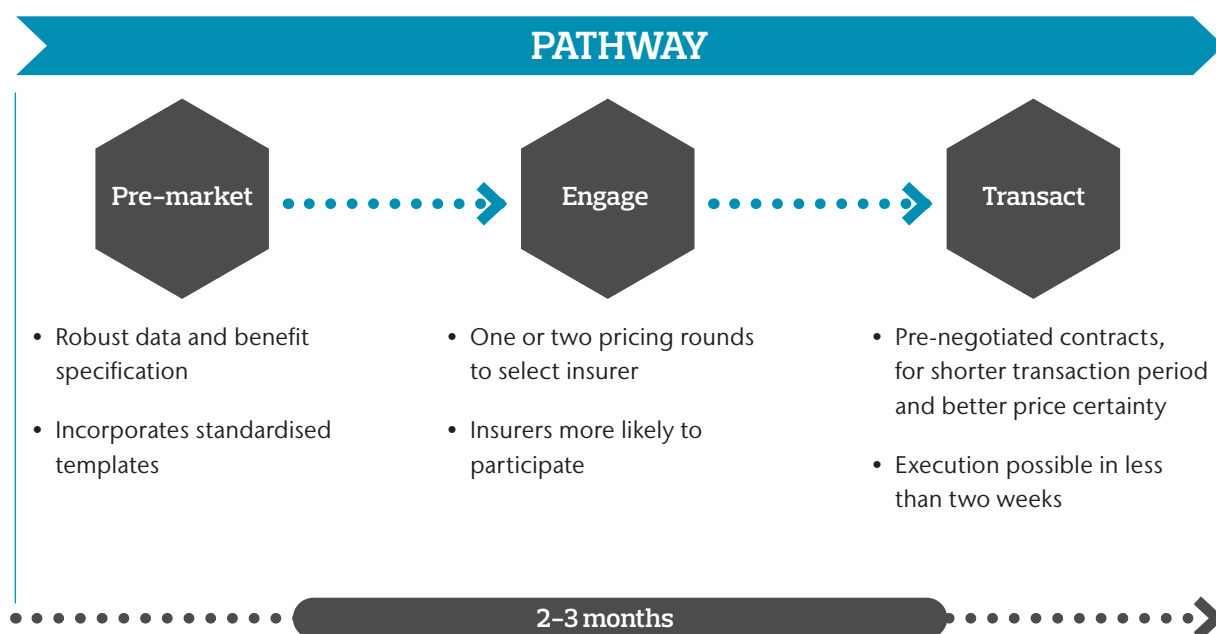 PATHWAY
Pre-market
Engage
Transact
• Robust data and benefit
specification
• Incorporates standardised
templates
• One or two pricing rounds
to select insurer
• Insurers more likely to
participate
• Pre-negotiated contracts,
for shorter transaction period
and better price certainty
• Execution possible in less
than two weeks
2–3 months